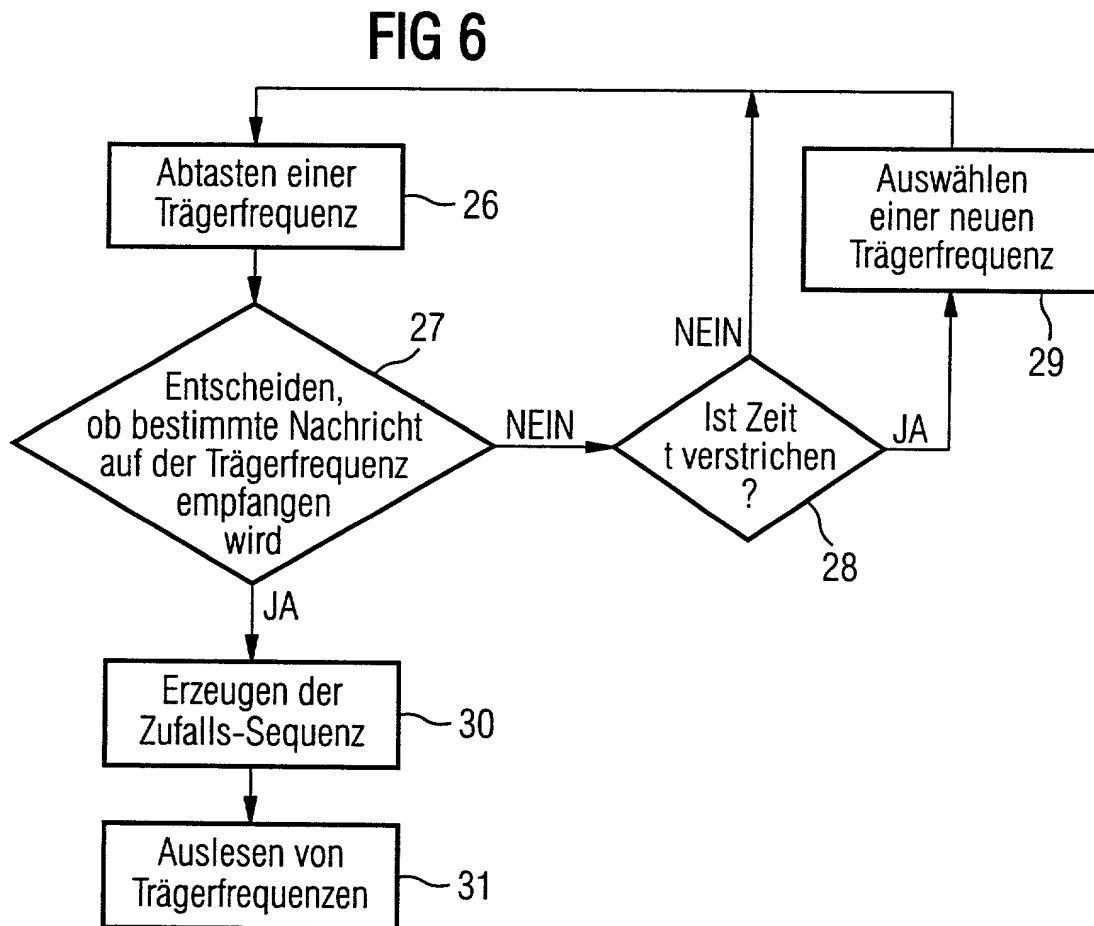 FIG 6
Abtasten einer
Trägerfrequenz
26
Auswählen
einer neuen
Trägerfrequenz
29
27
Entscheiden,
ob bestimmte Nachricht
auf der Trägerfrequenz
empfangen
wird
NEIN
NEIN
Ist Zeit
t verstrichen
?
JA
28
JA
Erzeugen der
Zufalls-Sequenz
30
Auslesen von
Trägerfrequenzen
31